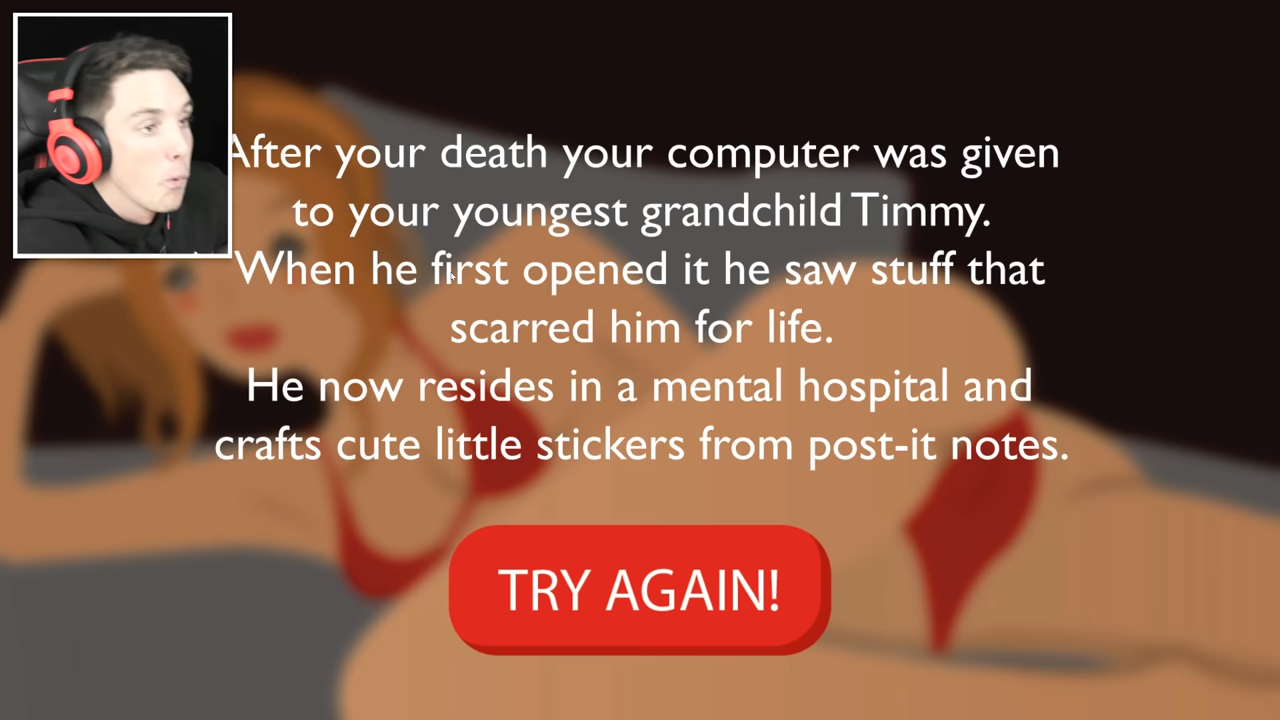 After your death your computer was given
to your youngest grandchild Timmy.
When he first opened it he saw stuff that
scarred him for life.
He now resides in a mental hospital and
crafts cute little stickers from post-it notes.
TRY AGAIN!